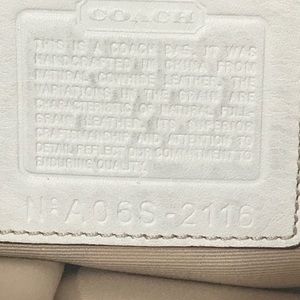 COACH
THIS IS A COACH BAG. IT WAS
HANDCRAFTED IN CHINA FROM
NATURAL COWHIDE LEATHER. THE
VARIATIONS IN THE GRAIN ARE
CHARACTERISTIC OF NATURAL FULL
GRAIN LEATHER. ITS SUPERIOR
CRAFTSMANSHIP AND ATTENTION TO
DETAIL REFLECT OUR COMMITMENT TO
ENDURING QUALITY.
Nº A06S-2116